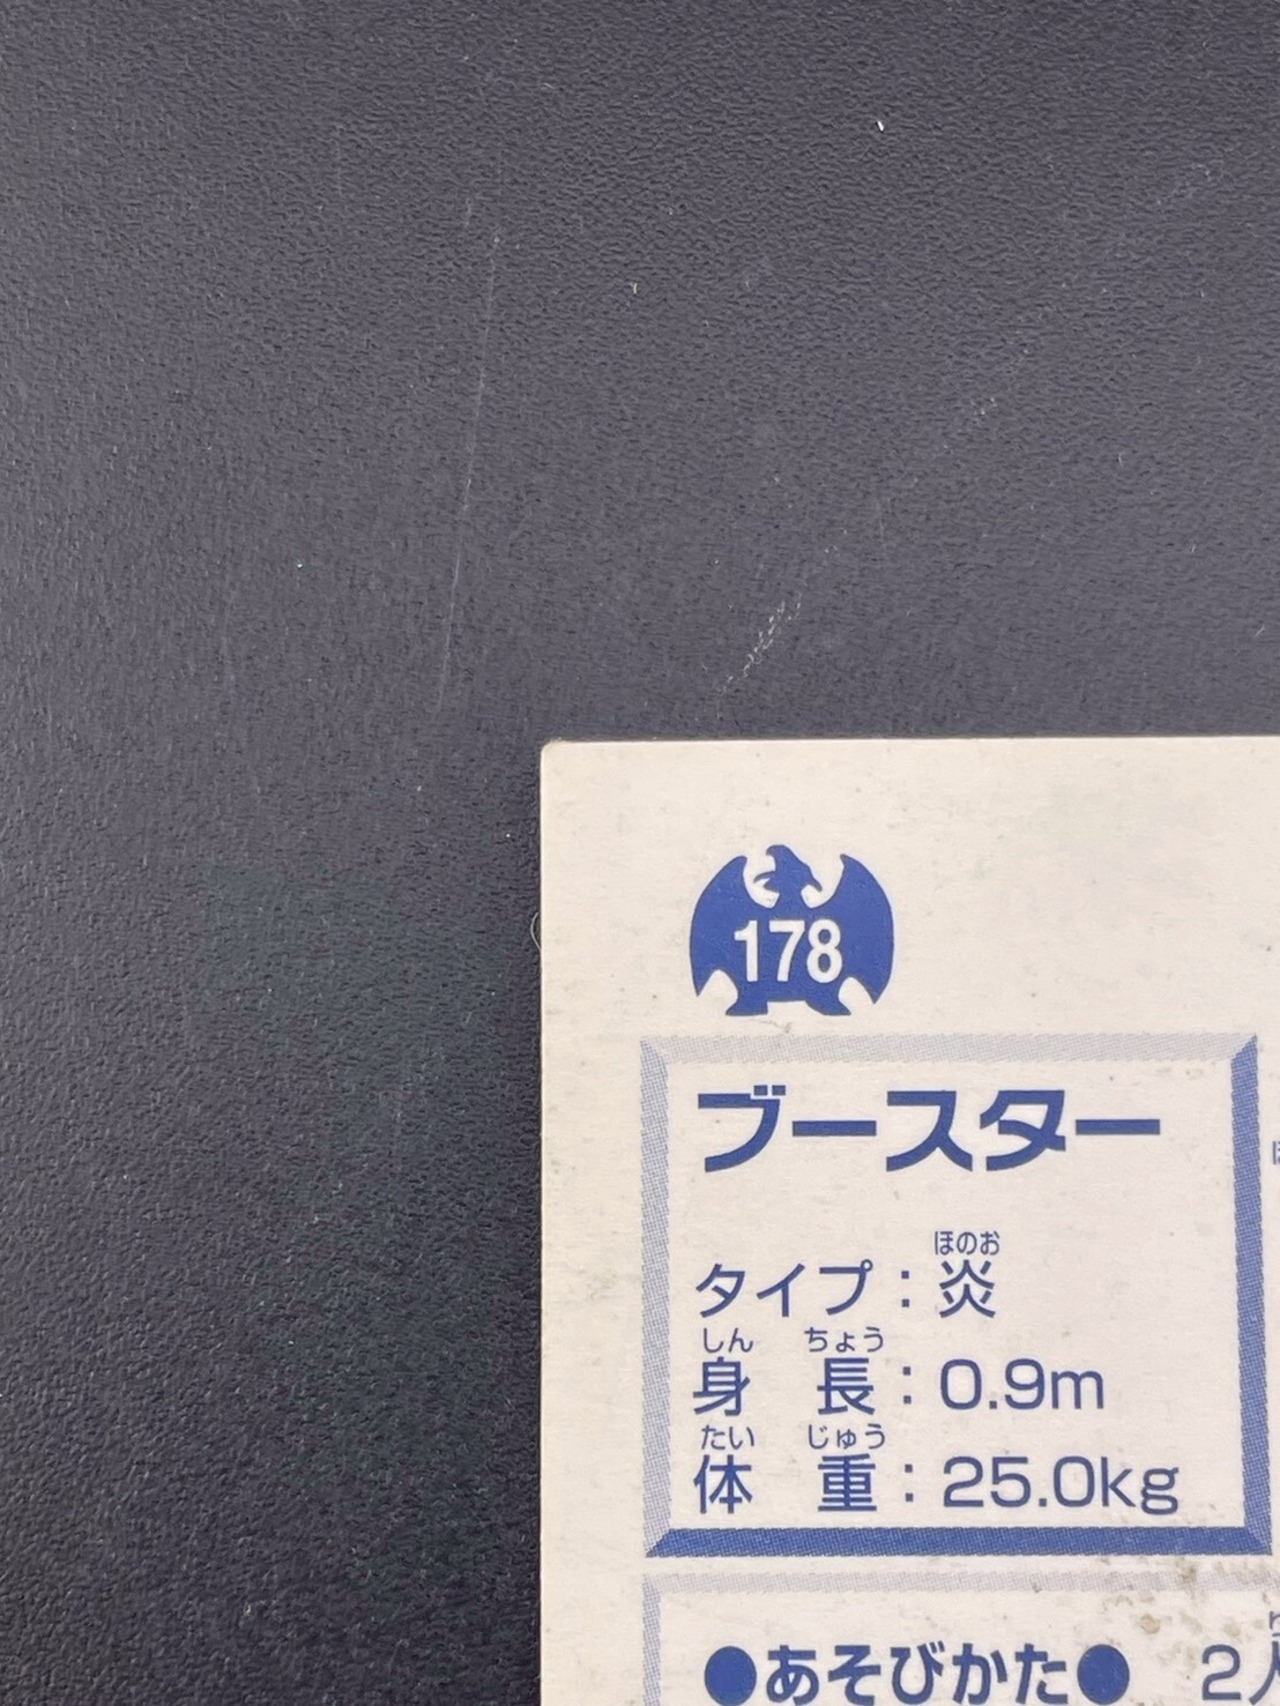 178
ブースター
ほのお
タイプ：炎
しん ちょう
身 長：0.9m
たい じゅう
体 重：25.0kg
●あそびかた● 2人